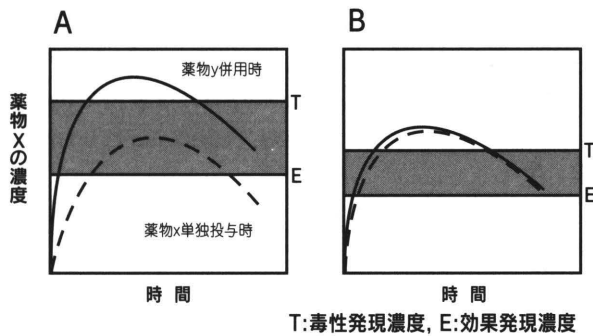 A
B
薬物y併用時
T
E
薬物x単独投与時
薬物Xの濃度
時間
T
E
時間
T:毒性発現濃度, E:効果発現濃度